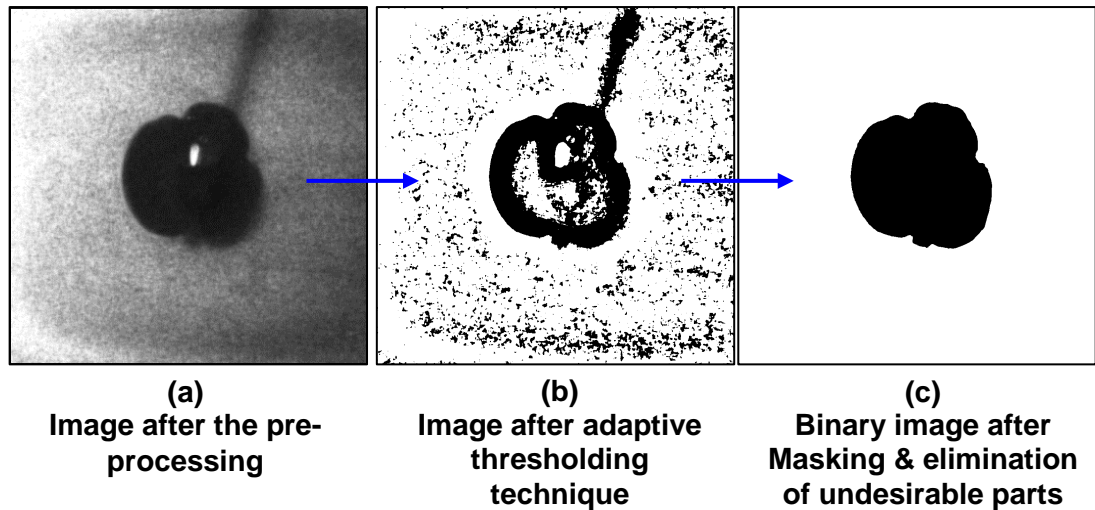 (a)
Image after the pre-
processing
(b)
Image after adaptive
thresholding
technique
(c)
Binary image after
Masking & elimination
of undesirable parts